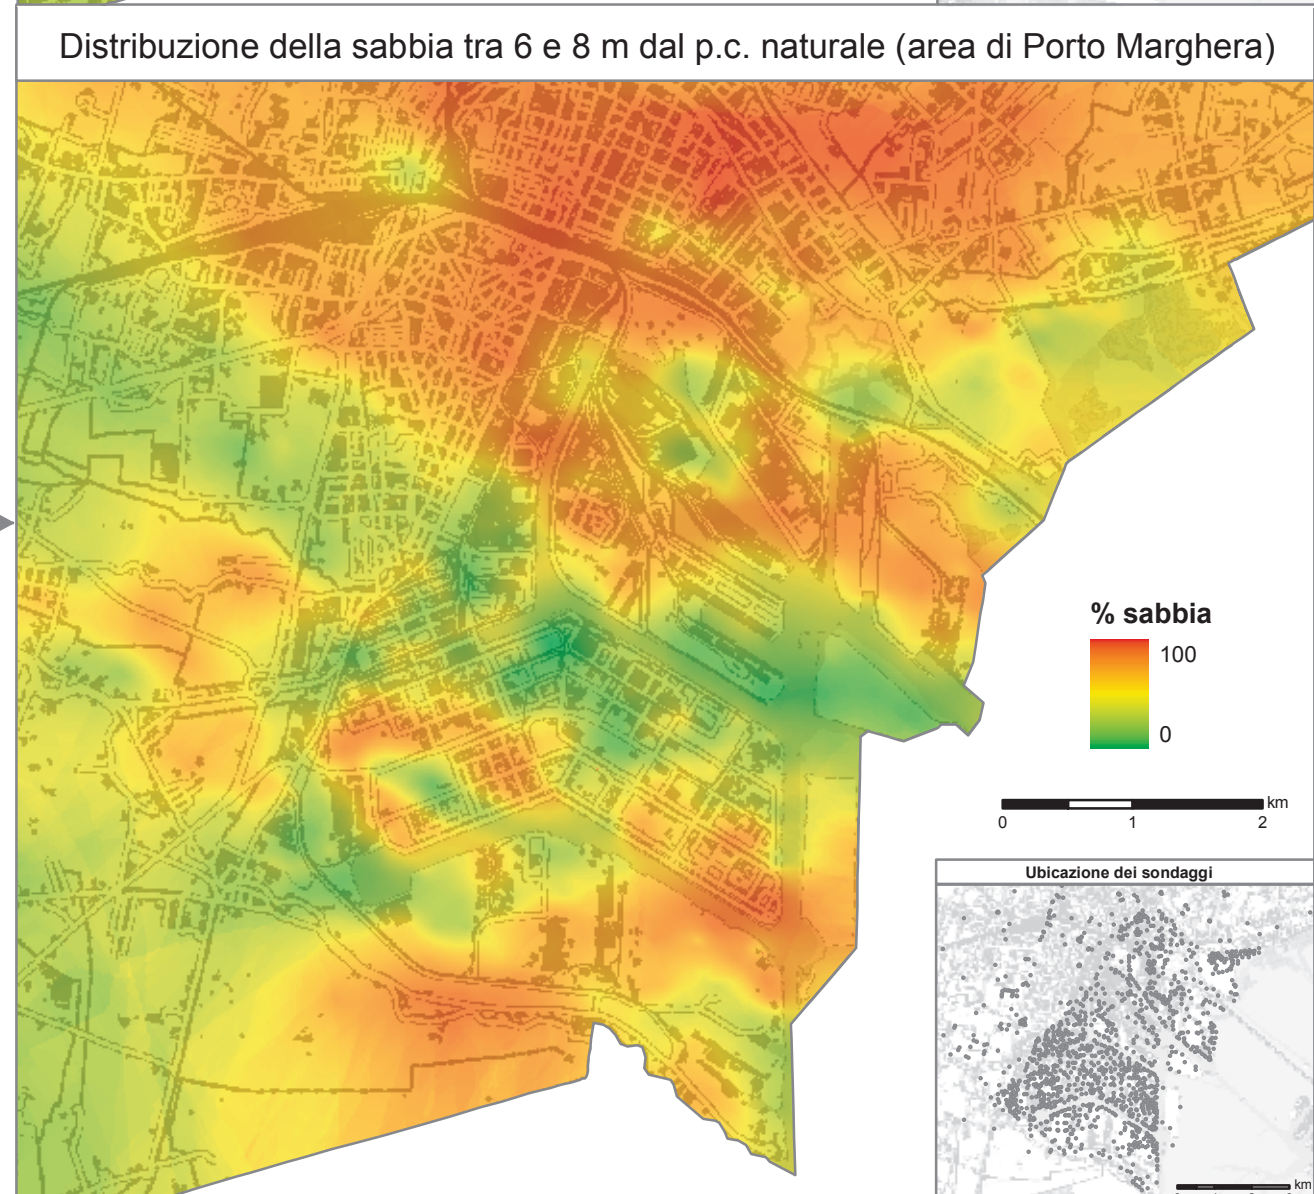 Distribuzione della sabbia tra 6 e 8 m dal p.c. naturale (area di Porto Marghera)
% sabbia
100
0
km
0 1 2
Ubicazione dei sondaggi
km